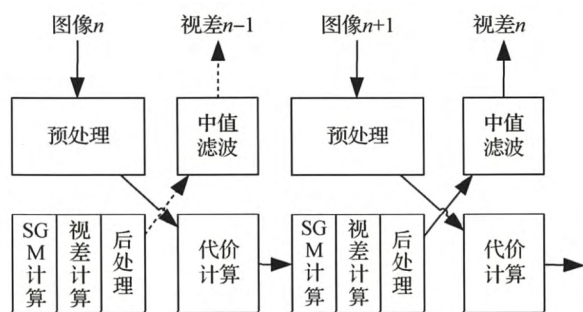 图像n
视差n−1
图像n+1
视差n
预处理
中值
滤波
预处理
中值
滤波
SG
M
计
算
视
差
计
算
后
处
理
代价
计算
SG
M
计
算
视
差
计
算
后
处
理
代价
计算